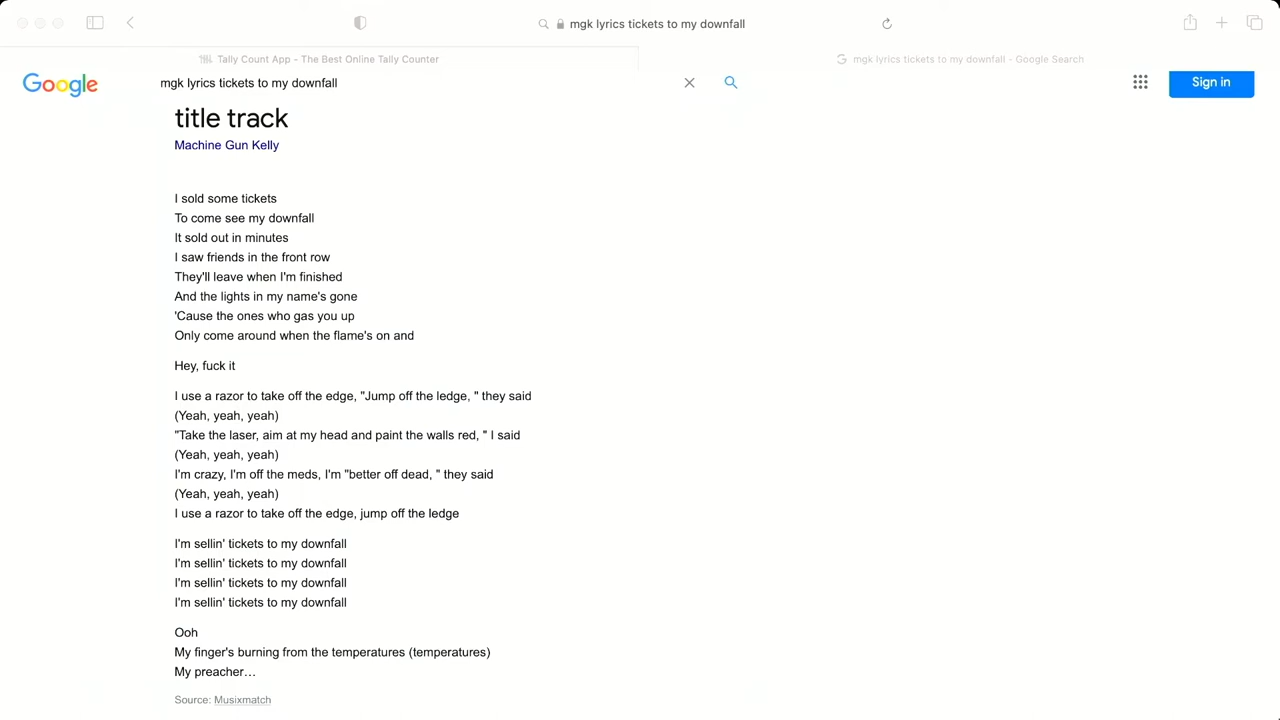 mgk lyrics tickets to my downfall
Tally Count App - The Best Online Tally Counter
mgk lyrics tickets to my downfall - Google Search
Google
mgk lyrics tickets to my downfall
Sign in
title track
Machine Gun Kelly
I sold some tickets
To come see my downfall
It sold out in minutes
I saw friends in the front row
They'll leave when I'm finished
And the lights in my name's gone
'Cause the ones who gas you up
Only come around when the flame's on and
Hey, fuck it
I use a razor to take off the edge, "Jump off the ledge, " they said
(Yeah, yeah, yeah)
"Take the laser, aim at my head and paint the walls red, " I said
(Yeah, yeah, yeah)
I'm crazy, I'm off the meds, I'm "better off dead, " they said
(Yeah, yeah, yeah)
I use a razor to take off the edge, jump off the ledge
I'm sellin' tickets to my downfall
I'm sellin' tickets to my downfall
I'm sellin' tickets to my downfall
I'm sellin' tickets to my downfall
Ooh
My finger's burning from the temperatures (temperatures)
My preacher…
Source: Musixmatch